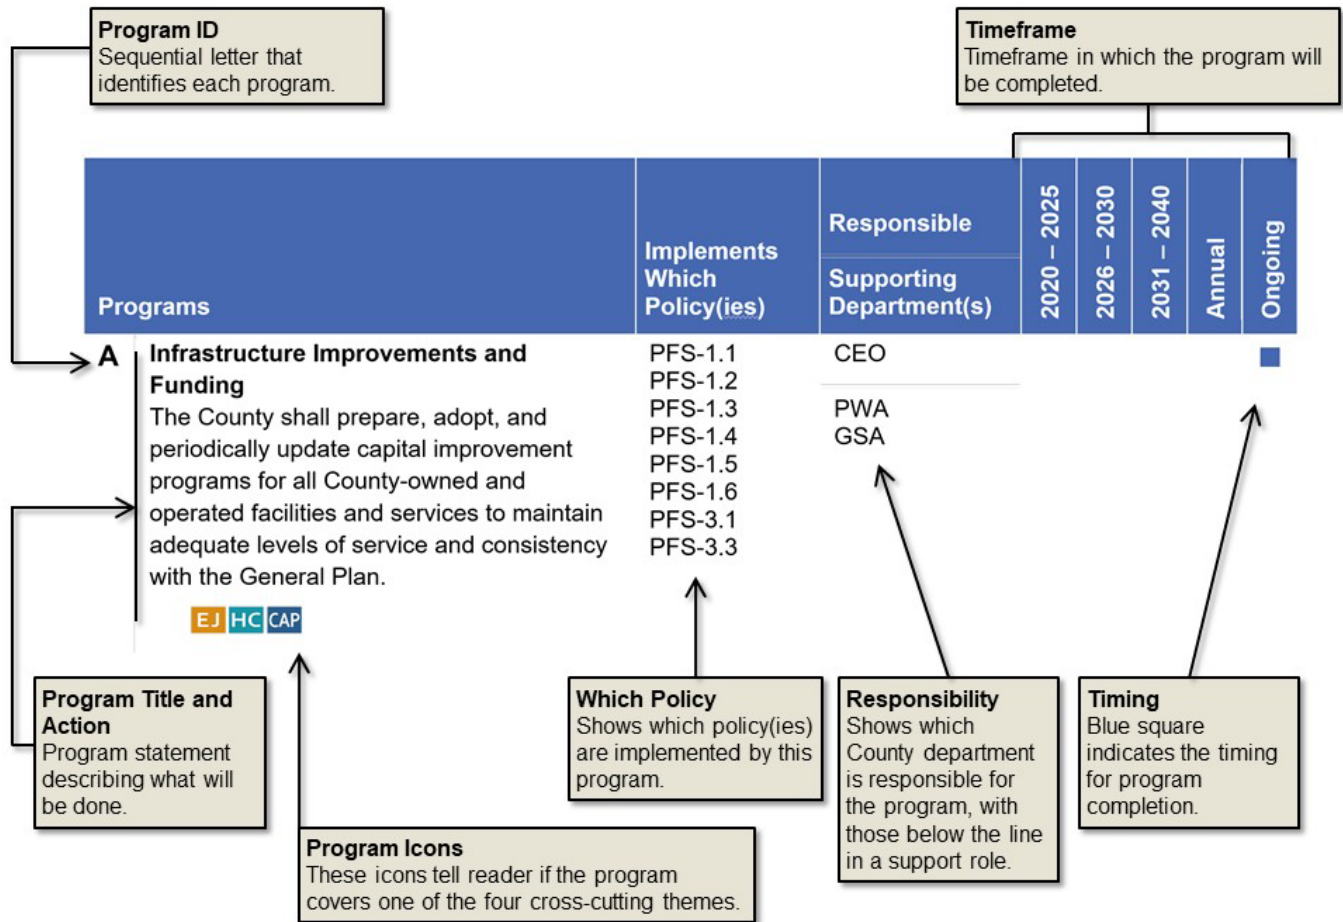 Program ID
Sequential letter that
identifies each program.
Timeframe
Timeframe in which the program will
be completed.
Programs
Implements
Which
Policy(ies)
Responsible
Supporting
Department(s)
2020 – 2025
2026 – 2030
2031 – 2040
Annual
Ongoing
A
Infrastructure Improvements and
Funding
The County shall prepare, adopt, and
periodically update capital improvement
programs for all County-owned and
operated facilities and services to maintain
adequate levels of service and consistency
with the General Plan.
EJ HC CAP
PFS-1.1
PFS-1.2
PFS-1.3
PFS-1.4
PFS-1.5
PFS-1.6
PFS-3.1
PFS-3.3
CEO
PWA
GSA
Program Title and
Action
Program statement
describing what will
be done.
Program Icons
These icons tell reader if the program
covers one of the four cross-cutting themes.
Which Policy
Shows which policy(ies)
are implemented by this
program.
Responsibility
Shows which
County department
is responsible for
the program, with
those below the line
in a support role.
Timing
Blue square
indicates the timing
for program
completion.